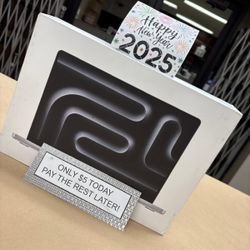 Happy
New Year
2025
ONLY $5 TODAY
PAY THE REST LATER!